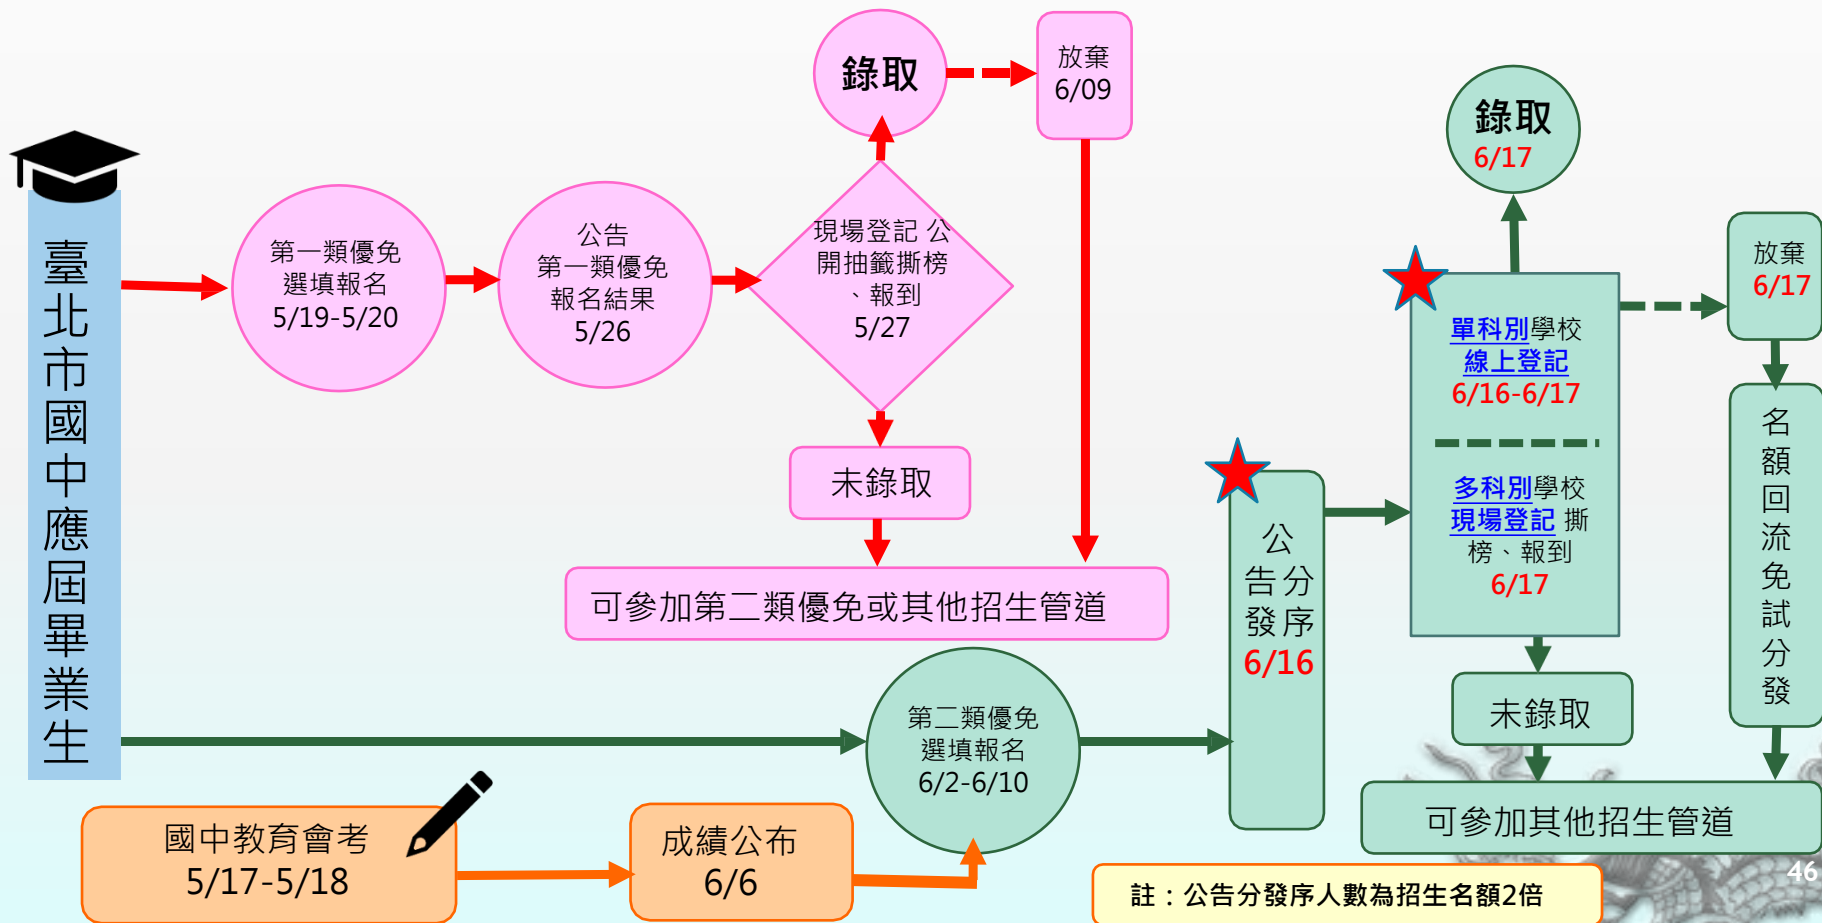 臺北市國中應屆畢業生
第一類優免
選填報名
5/19-5/20
公告
第一類優免
報名結果
5/26
現場登記 公
開抽籤撕榜
、報到
5/27
錄取
放棄
6/09
未錄取
可參加第二類優免或其他招生管道
國中教育會考
5/17-5/18
成績公布
6/6
第二類優免
選填報名
6/2-6/10
公
告分
發序
6/16
單科別學校
線上登記
6/16-6/17
多科別學校
現場登記 撕
榜、報到
6/17
錄取
6/17
放棄
6/17
名額回流免試分發
未錄取
可參加其他招生管道
註：公告分發序人數為招生名額2倍
46